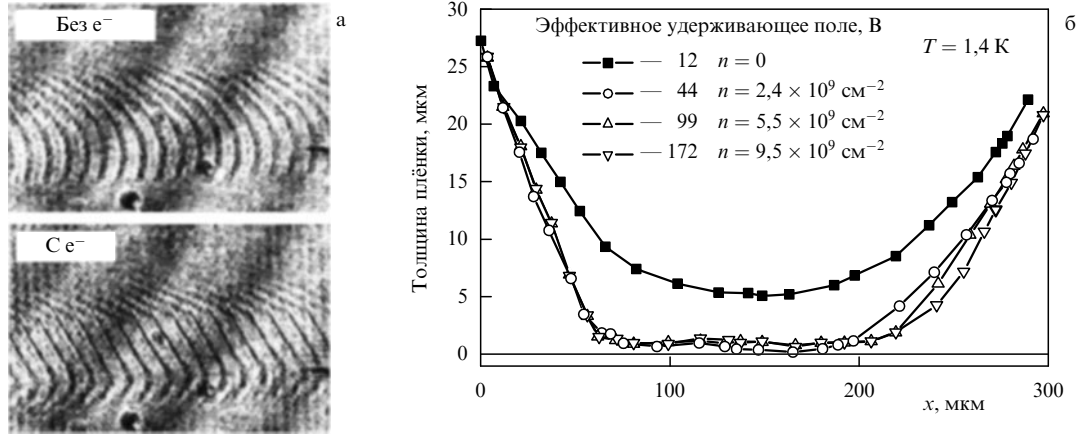 Без e⁻
а
С e⁻
б
Толщина плёнки, мкм
30
25
20
15
10
5
0
Эффективное удерживающее поле, В
T = 1,4 К
— 12 n = 0
— 44 n = 2,4 × 10⁹ см⁻²
— 99 n = 5,5 × 10⁹ см⁻²
— 172 n = 9,5 × 10⁹ см⁻²
0
100
200
300
x, мкм